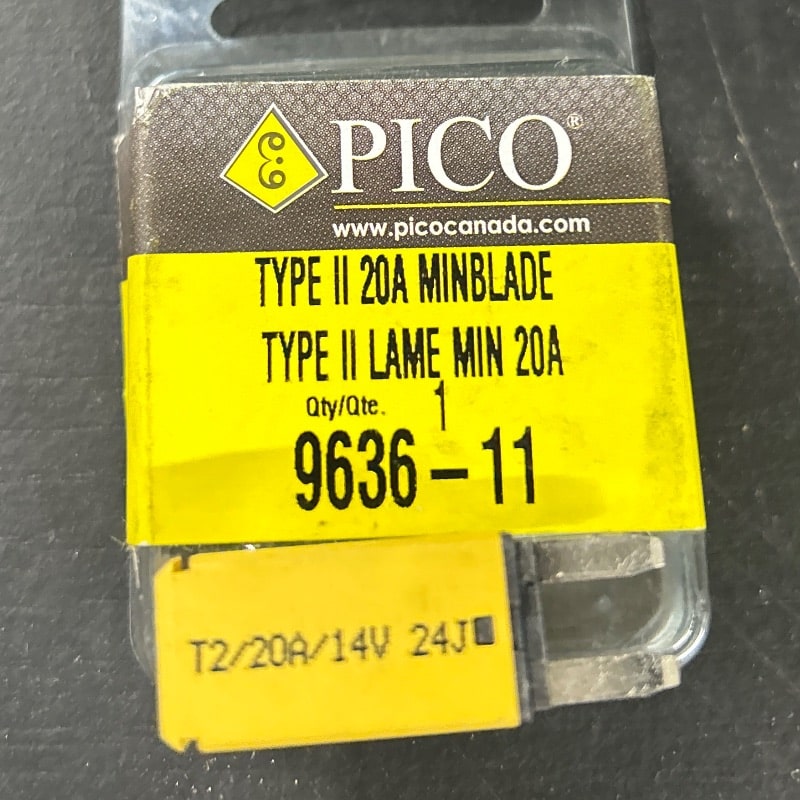 PICO®
www.picocanada.com
TYPE II 20A MINBLADE
TYPE II LAME MIN 20A
Qty/Qte. 1
9636-11
T2/20A/14V 24J